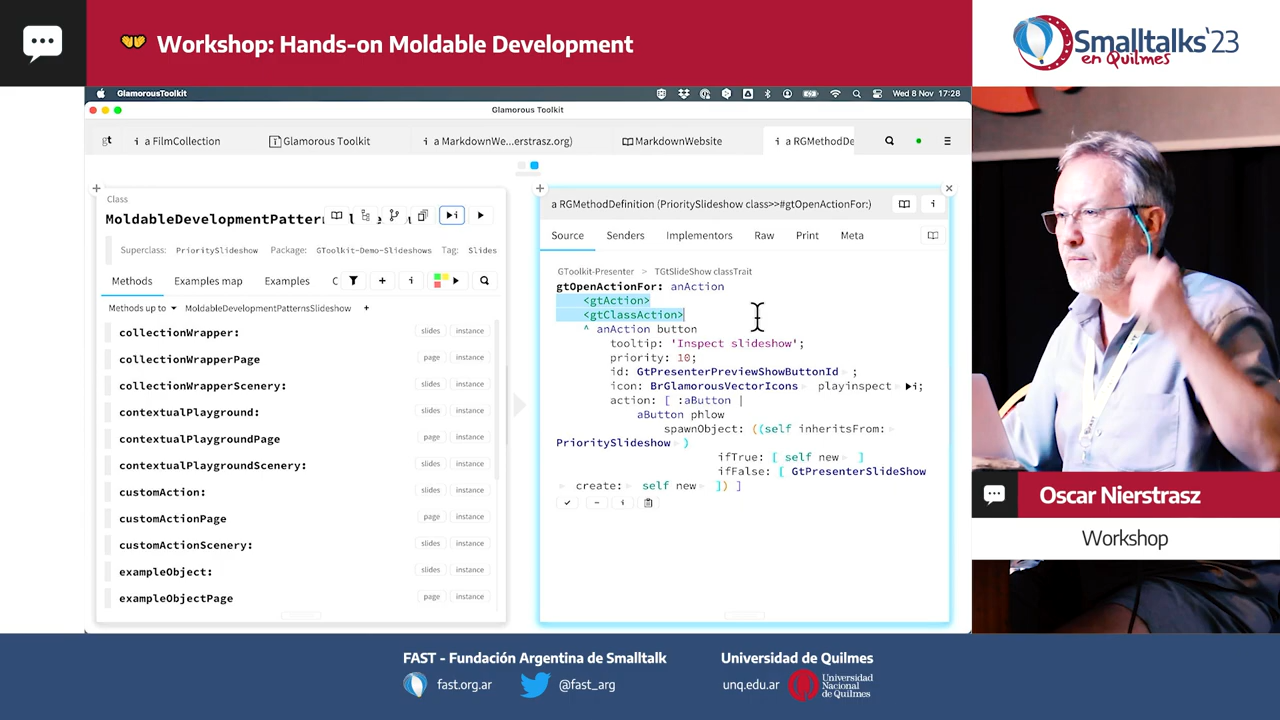 Workshop: Hands-on Moldable Development
Smalltalks'23
en Quilmes
GlamorousToolkit
Wed 8 Nov 17:28
Glamorous Toolkit
gt
i a FilmCollection
Glamorous Toolkit
i a MarkdownWe...erstrasz.org)
MarkdownWebsite
i a RGMethodDe
Class
MoldableDevelopmentPatter
Superclass: PrioritySlideshow Package: GToolkit-Demo-Slideshows Tag: Slides
Methods Examples map Examples C
Methods up to MoldableDevelopmentPatternsSlideshow +
collectionWrapper: slides instance
collectionWrapperPage page instance
collectionWrapperScenery: slides instance
contextualPlayground: slides instance
contextualPlaygroundPage page instance
contextualPlaygroundScenery: slides instance
customAction: slides instance
customActionPage page instance
customActionScenery: slides instance
exampleObject: slides instance
exampleObjectPage page instance
a RGMethodDefinition (PrioritySlideshow class>>#gtOpenActionFor:)
Source Senders Implementors Raw Print Meta
GToolkit-Presenter > TGtSlideShow classTrait
gtOpenActionFor: anAction
<gtAction>
<gtClassAction>
^ anAction button
tooltip: 'Inspect slideshow';
priority: 10;
id: GtPresenterPreviewShowButtonId ;
icon: BrGlamorousVectorIcons playinspect i;
action: [ :aButton |
aButton phlow
spawnObject: ((self inheritsFrom:
PrioritySlideshow )
ifTrue: [ self new ]
ifFalse: [ GtPresenterSlideShow
create: self new ]) ]
Oscar Nierstrasz
Workshop
FAST - Fundación Argentina de Smalltalk
fast.org.ar
@fast_arg
Universidad de Quilmes
unq.edu.ar
Universidad
Nacional
de Quilmes